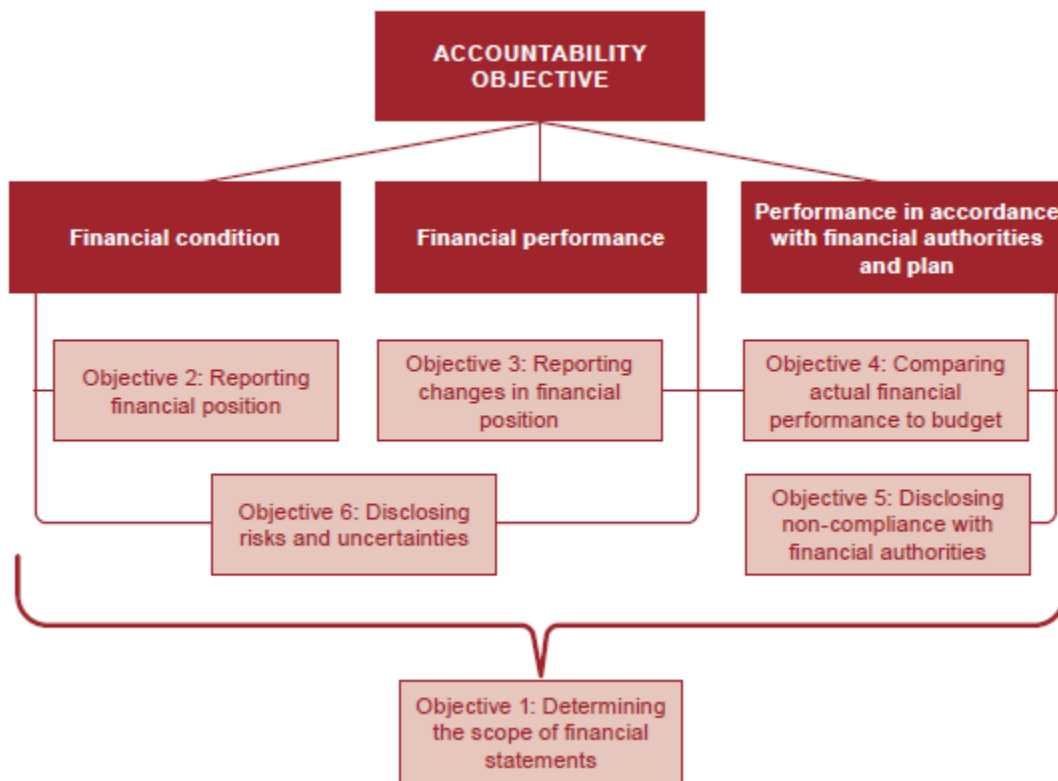 ACCOUNTABILITY
OBJECTIVE
Financial condition
Financial performance
Performance in accordance
with financial authorities
and plan
Objective 2: Reporting
financial position
Objective 3: Reporting
changes in financial
position
Objective 4: Comparing
actual financial
performance to budget
Objective 6: Disclosing
risks and uncertainties
Objective 5: Disclosing
non-compliance with
financial authorities
Objective 1: Determining
the scope of financial
statements